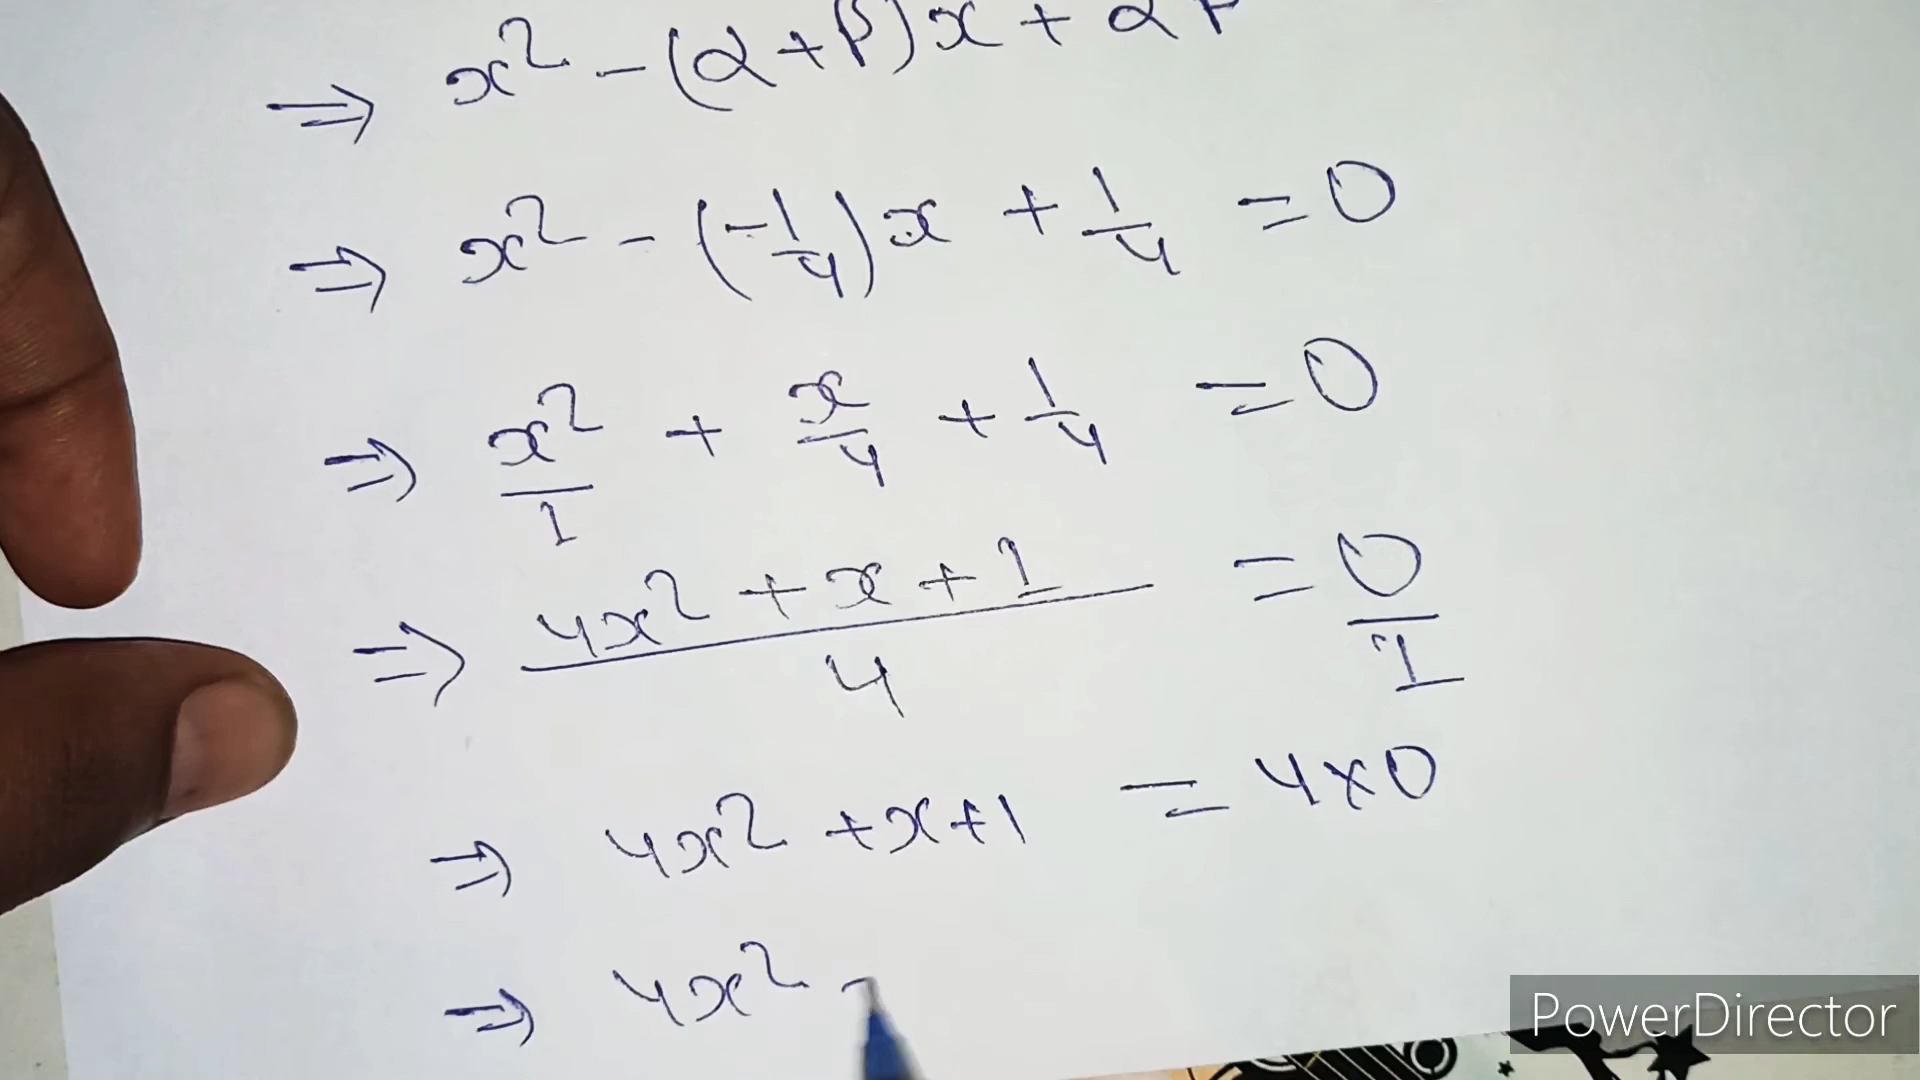 ⇒ x² - (α+β)x + αβ
⇒ x² - (-1/4)x + 1/4 = 0
⇒ x²/1 + x/4 + 1/4 = 0
⇒ (4x² + x + 1)/4 = 0/1
⇒ 4x² + x + 1 = 4×0
⇒ 4x²
PowerDirector